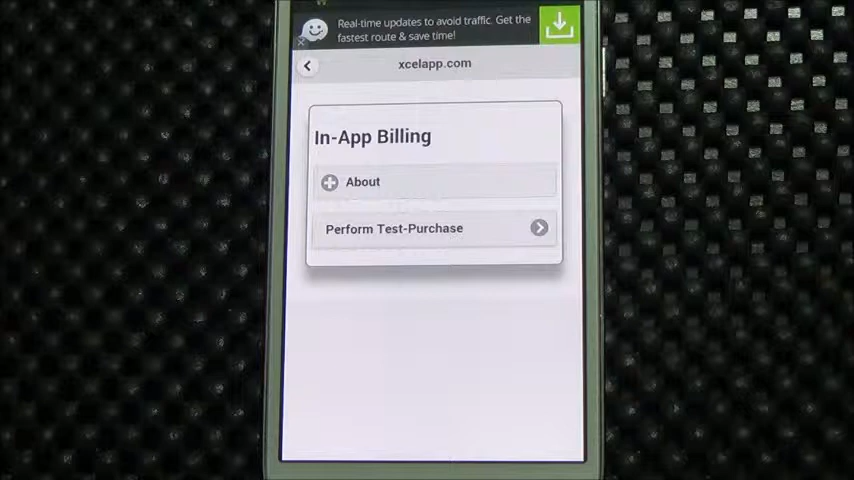 Real-time updates to avoid traffic. Get the
fastest route & save time!
xcelapp.com
In-App Billing
About
Perform Test-Purchase